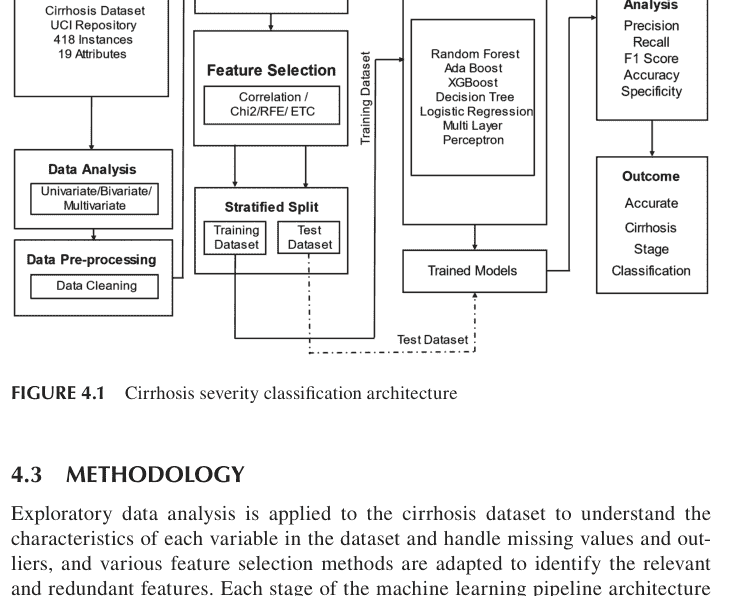 Cirrhosis Dataset
UCI Repository
418 Instances
19 Attributes
Data Analysis
Univariate/Bivariate/
Multivariate
Data Pre-processing
Data Cleaning
Feature Selection
Correlation /
Chi2/RFE/ ETC
Stratified Split
Training
Dataset
Test
Dataset
Training Dataset
Random Forest
Ada Boost
XGBoost
Decision Tree
Logistic Regression
Multi Layer
Perceptron
Trained Models
Test Dataset
Analysis
Precision
Recall
F1 Score
Accuracy
Specificity
Outcome
Accurate
Cirrhosis
Stage
Classification
FIGURE 4.1 Cirrhosis severity classification architecture
4.3 METHODOLOGY
Exploratory data analysis is applied to the cirrhosis dataset to understand the
characteristics of each variable in the dataset and handle missing values and out-
liers, and various feature selection methods are adapted to identify the relevant
and redundant features. Each stage of the machine learning pipeline architecture